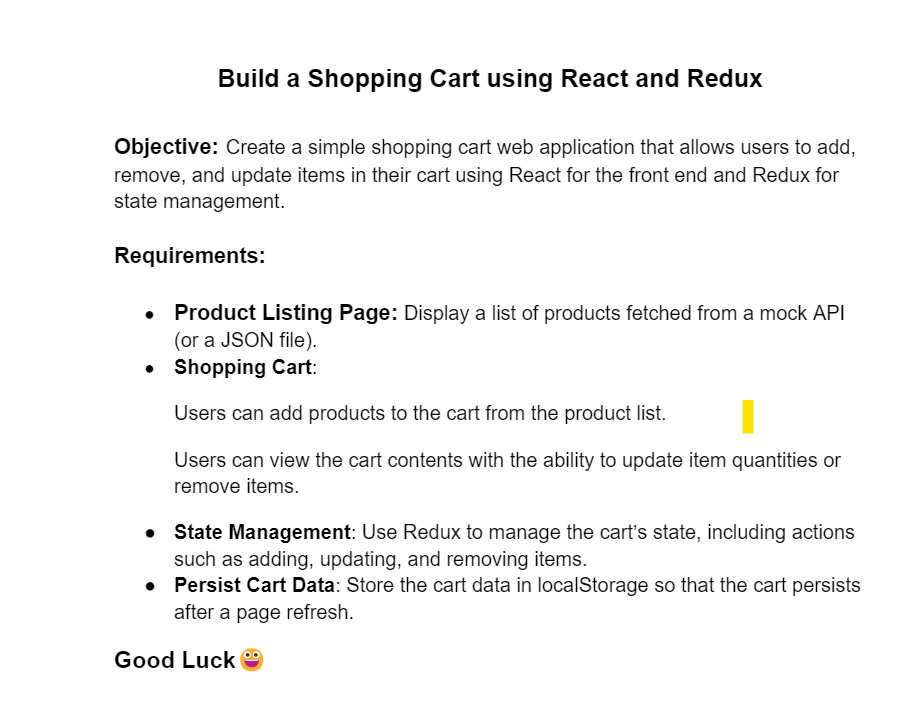 Build a Shopping Cart using React and Redux
Objective: Create a simple shopping cart web application that allows users to add,
remove, and update items in their cart using React for the front end and Redux for
state management.
Requirements:
● Product Listing Page: Display a list of products fetched from a mock API
(or a JSON file).
● Shopping Cart:
Users can add products to the cart from the product list.
Users can view the cart contents with the ability to update item quantities or
remove items.
● State Management: Use Redux to manage the cart’s state, including actions
such as adding, updating, and removing items.
● Persist Cart Data: Store the cart data in localStorage so that the cart persists
after a page refresh.
Good Luck😀